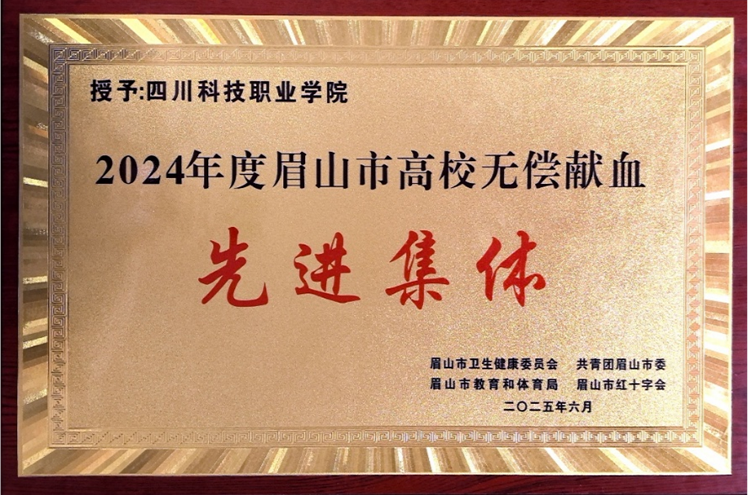 授予:四川科技职业学院
2024年度眉山市高校无偿献血
先进集体
眉山市卫生健康委员会 共青团眉山市委
眉山市教育和体育局 眉山市红十字会
二〇二五年六月